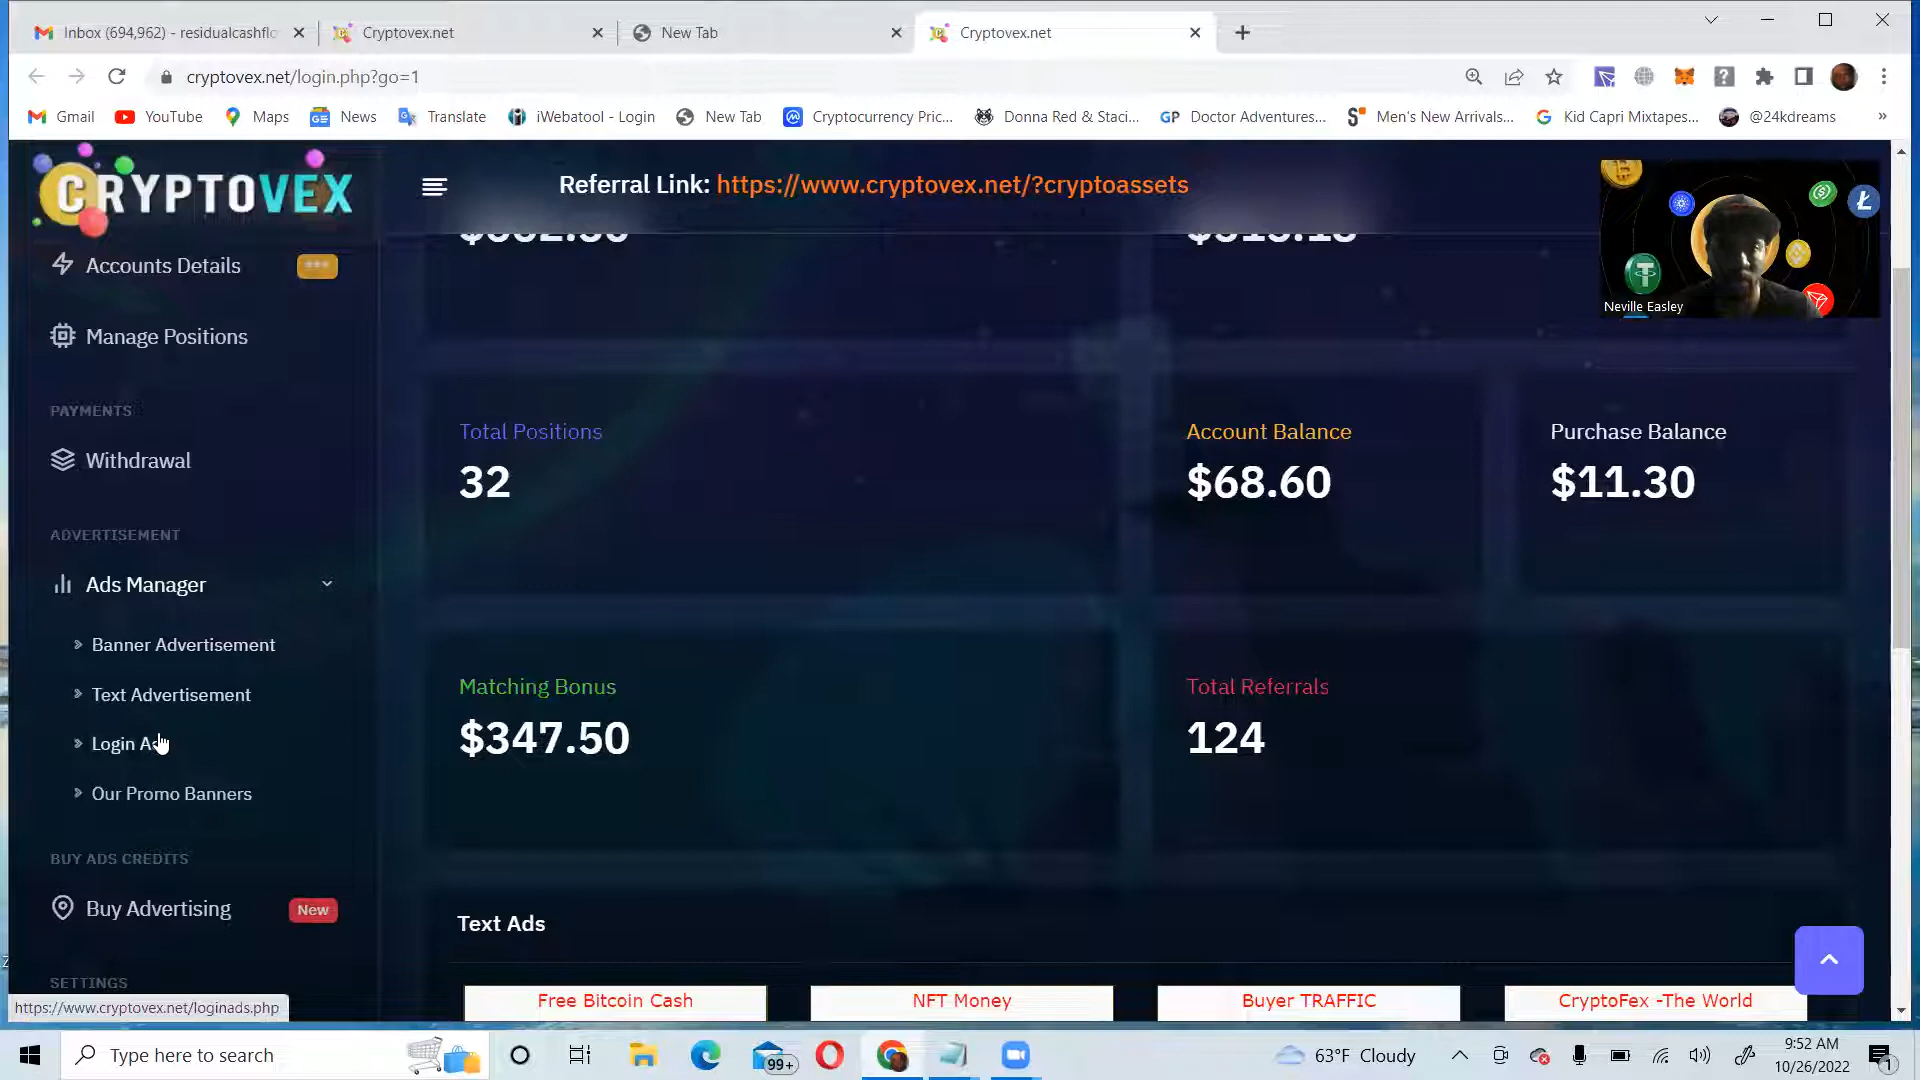 Inbox (694,962) - residualcashflo
Cryptovex.net
New Tab
Cryptovex.net
cryptovex.net/login.php?go=1
Gmail
YouTube
Maps
News
Translate
iWebatool - Login
New Tab
Cryptocurrency Pric...
Donna Red & Staci...
GP Doctor Adventures...
Men's New Arrivals...
Kid Capri Mixtapes...
@24kdreams
»
CRYPTOVEX
Referral Link: https://www.cryptovex.net/?cryptoassets
Neville Easley
Accounts Details
***
Manage Positions
PAYMENTS
Withdrawal
ADVERTISEMENT
Ads Manager
» Banner Advertisement
» Text Advertisement
» Login
» Our Promo Banners
BUY ADS CREDITS
Buy Advertising
New
SETTINGS
Total Positions
32
Account Balance
$68.60
Purchase Balance
$11.30
Matching Bonus
$347.50
Total Referrals
124
Text Ads
Free Bitcoin Cash
NFT Money
Buyer TRAFFIC
CryptoFex -The World
https://www.cryptovex.net/loginads.php
Type here to search
99+
63°F Cloudy
9:52 AM
10/26/2022
1